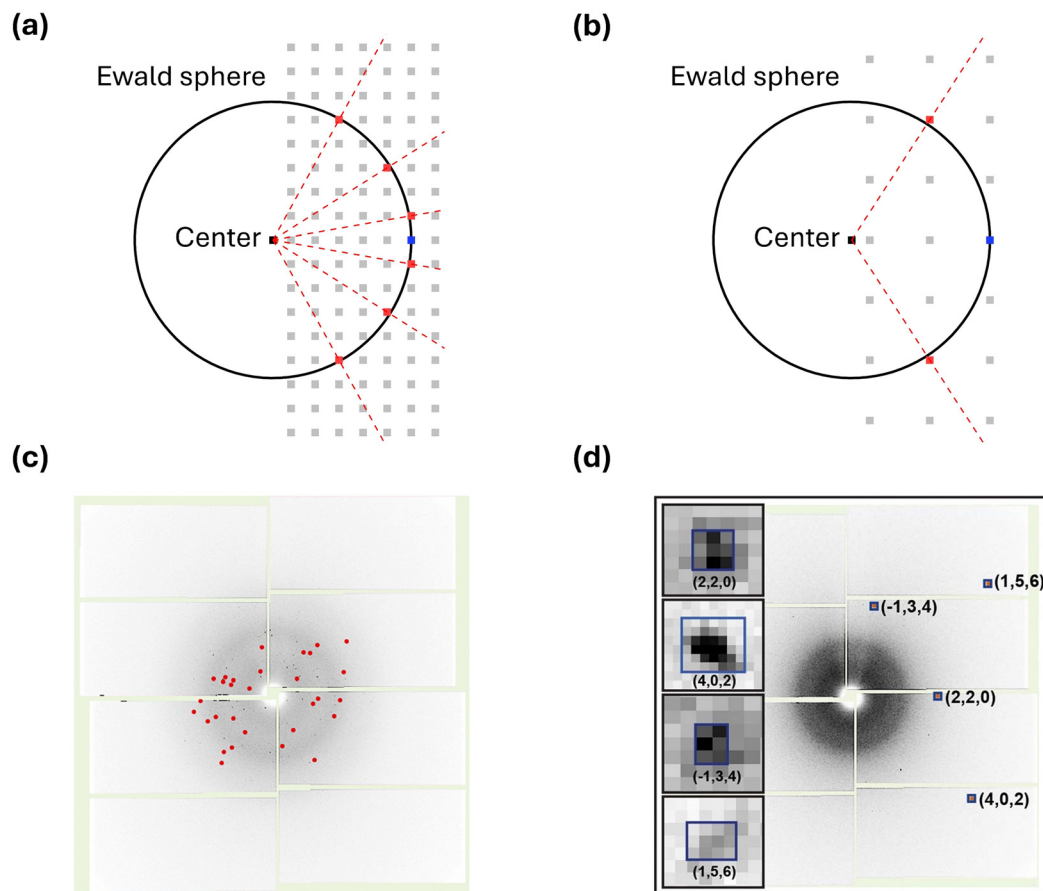 (a)
Ewald sphere
Center
(b)
Ewald sphere
Center
(c)
(d)
(2,2,0)
(4,0,2)
(-1,3,4)
(1,5,6)
(1,5,6)
(-1,3,4)
(2,2,0)
(4,0,2)